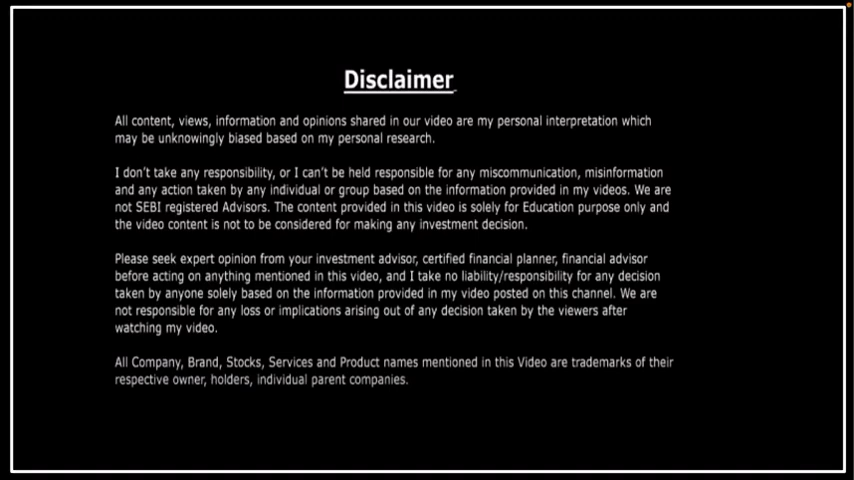 Disclaimer
All content, views, information and opinions shared in our video are my personal interpretation which
may be unknowingly biased based on my personal research.
I don't take any responsibility, or I can't be held responsible for any miscommunication, misinformation
and any action taken by any individual or group based on the information provided in my videos. We are
not SEBI registered Advisors. The content provided in this video is solely for Education purpose only and
the video content is not to be considered for making any investment decision.
Please seek expert opinion from your investment advisor, certified financial planner, financial advisor
before acting on anything mentioned in this video, and I take no liability/responsibility for any decision
taken by anyone solely based on the information provided in my video posted on this channel. We are
not responsible for any loss or implications arising out of any decision taken by the viewers after
watching my video.
All Company, Brand, Stocks, Services and Product names mentioned in this Video are trademarks of their
respective owner, holders, individual parent companies.